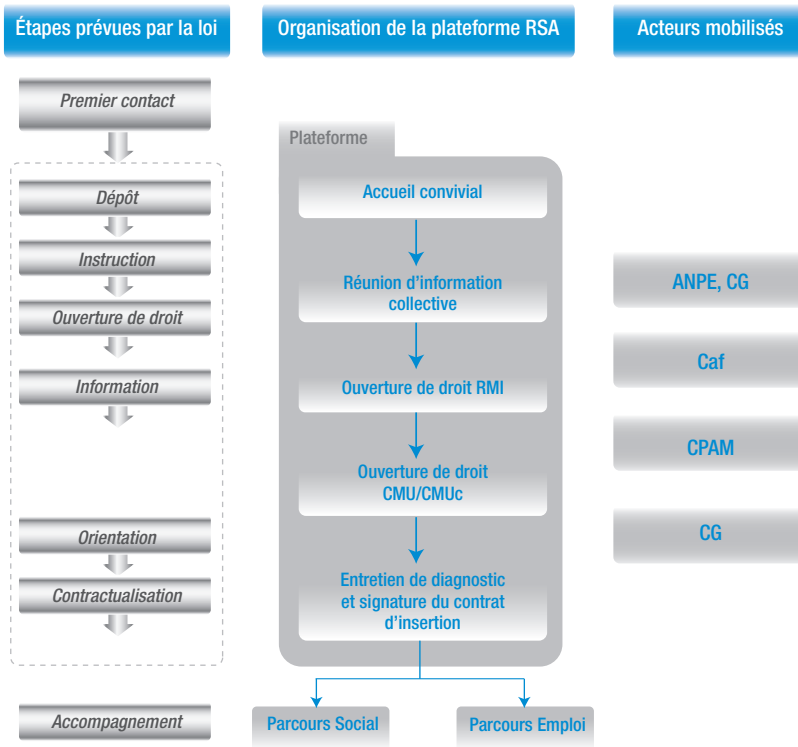 Étapes prévues par la loi
Organisation de la plateforme RSA
Acteurs mobilisés
Premier contact
Dépôt
Instruction
Ouverture de droit
Information
Orientation
Contractualisation
Accompagnement
Plateforme
Accueil convivial
Réunion d’information
collective
Ouverture de droit RMI
Ouverture de droit
CMU/CMUc
Entretien de diagnostic
et signature du contrat
d’insertion
Parcours Social
Parcours Emploi
ANPE, CG
Caf
CPAM
CG